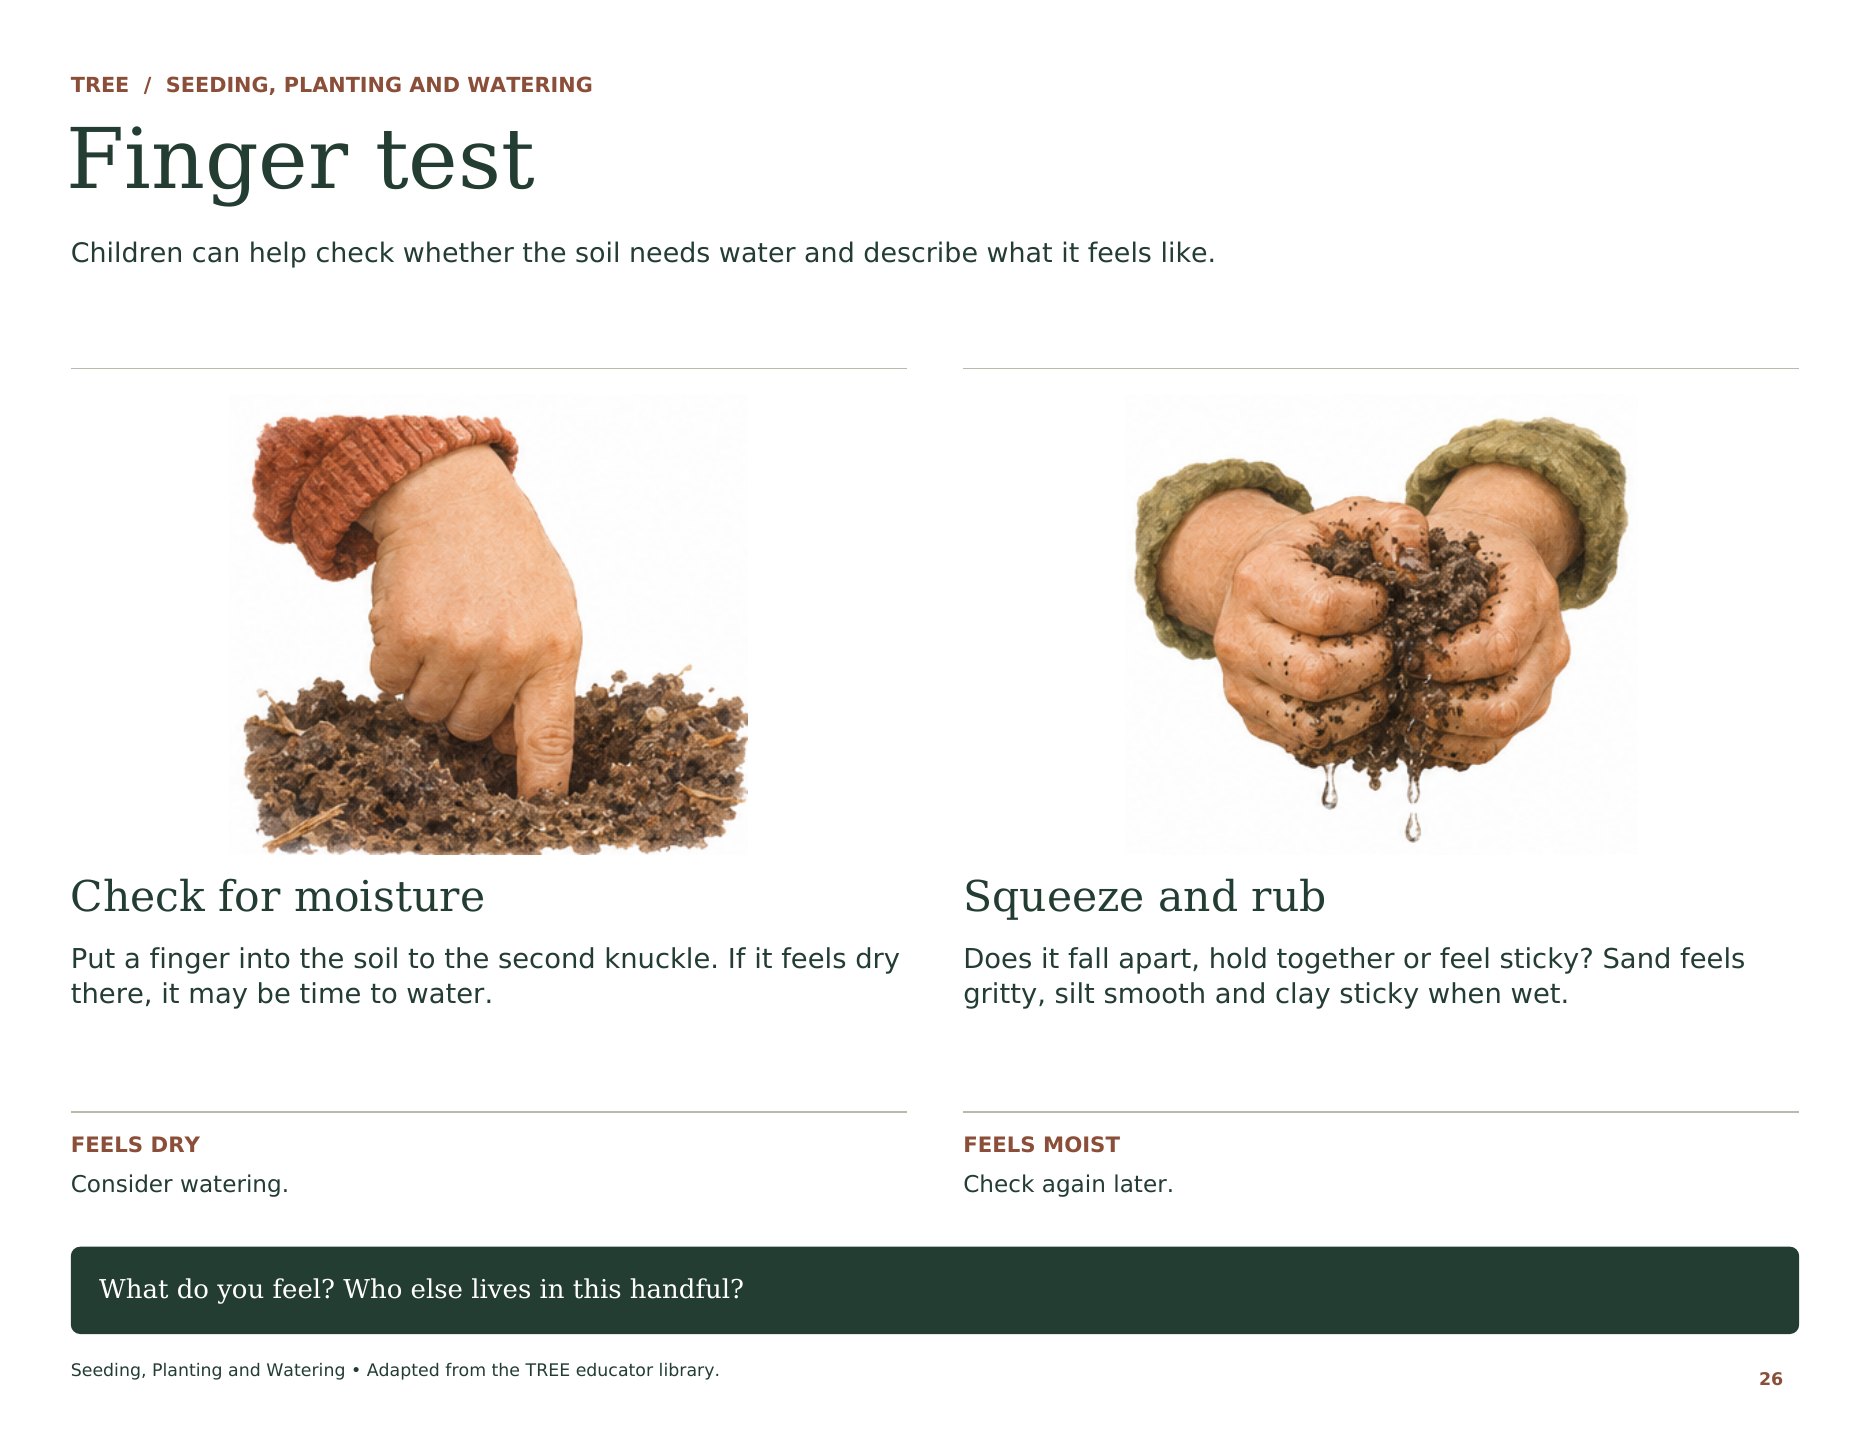 TREE / SEEDING, PLANTING AND WATERING
Finger test
Children can help check whether the soil needs water and describe what it feels like.
Check for moisture
Put a finger into the soil to the second knuckle. If it feels dry
there, it may be time to water.
Squeeze and rub
Does it fall apart, hold together or feel sticky? Sand feels
gritty, silt smooth and clay sticky when wet.
FEELS DRY
Consider watering.
FEELS MOIST
Check again later.
What do you feel? Who else lives in this handful?
Seeding, Planting and Watering • Adapted from the TREE educator library.
26